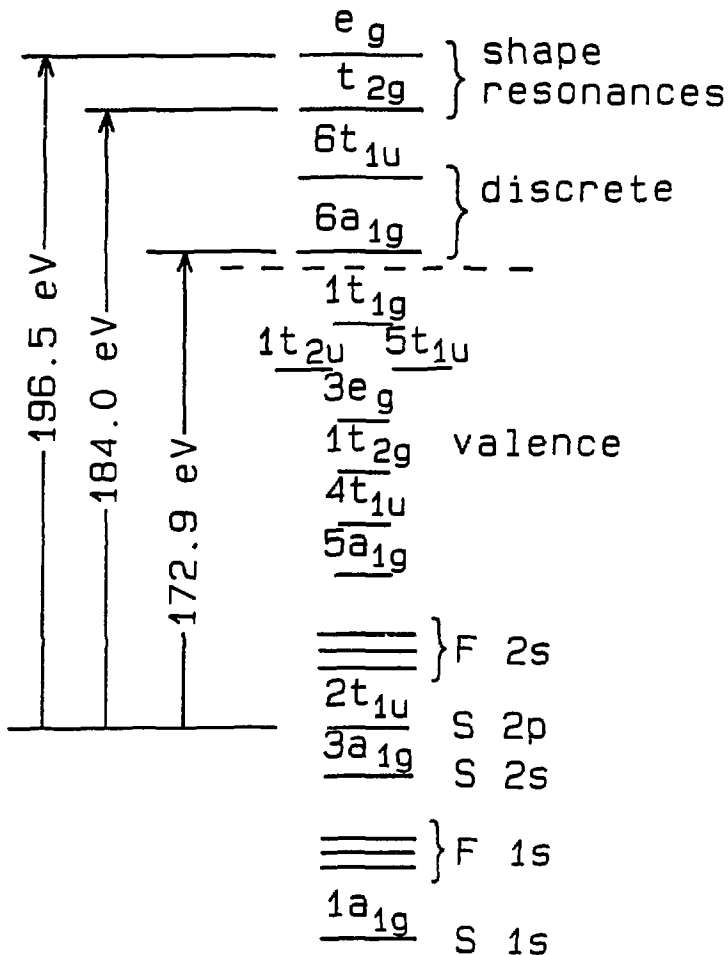 e g
shape
t 2g
resonances
6t 1u
discrete
6a 1g
1t 1g
1t 2u 5t 1u
3e g
1t 2g valence
4t 1u
5a 1g
196.5 eV
184.0 eV
172.9 eV
F 2s
2t 1u
S 2p
3a 1g
S 2s
F 1s
1a 1g
S 1s